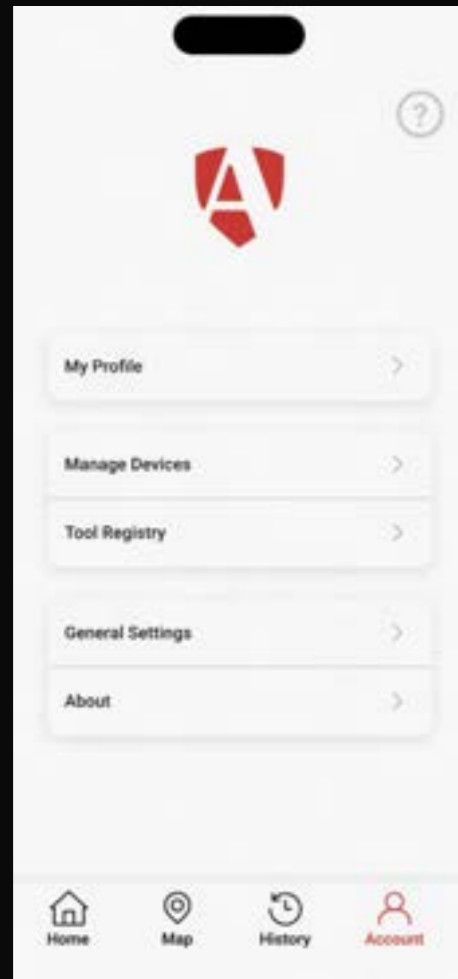 ?
A
My Profile
Manage Devices
Tool Registry
General Settings
About
Home Map History Account